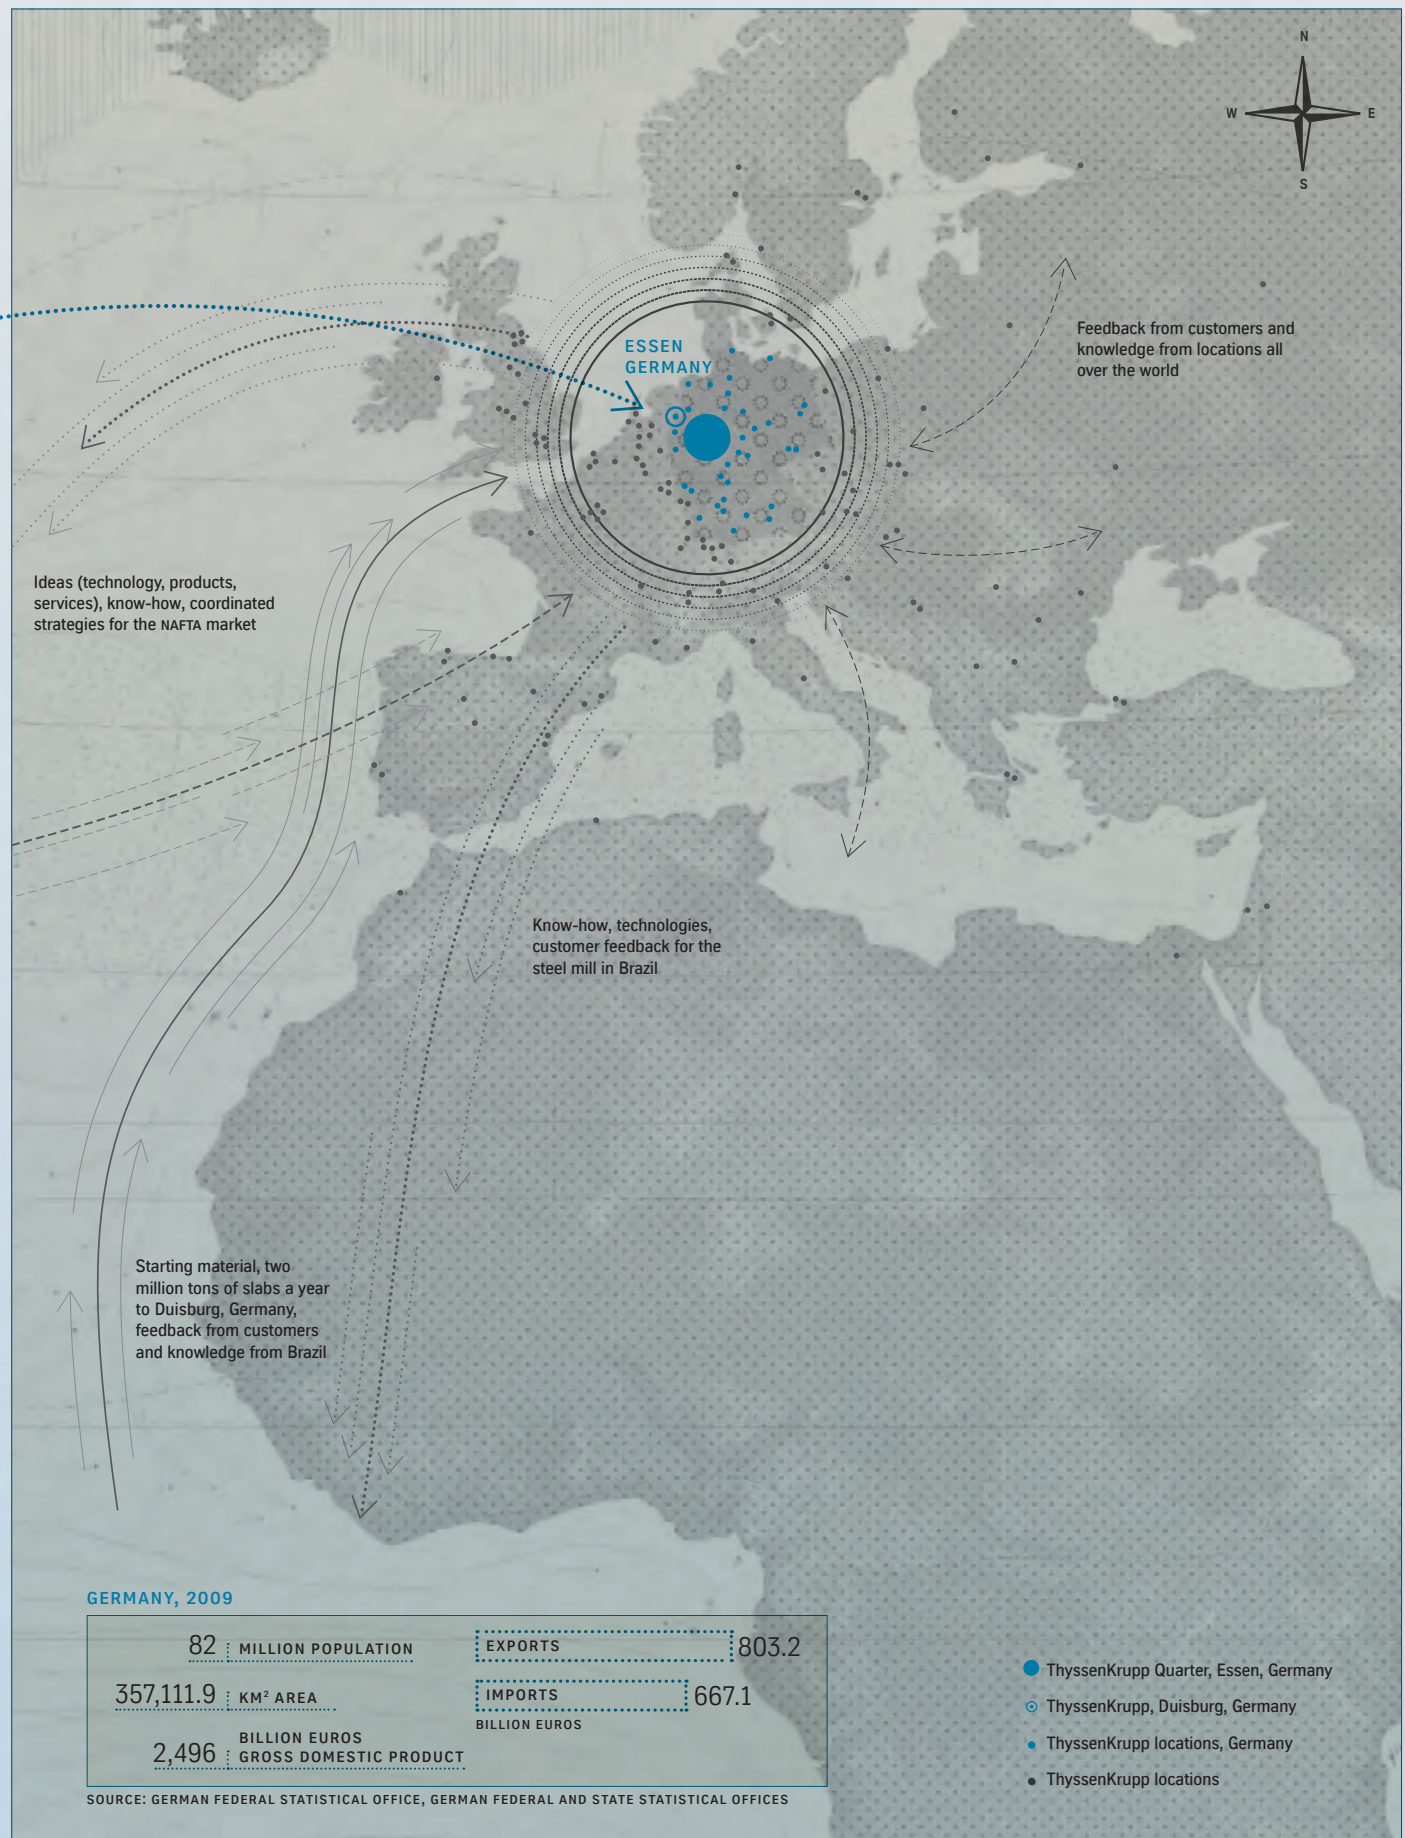 N
W
E
S
ESSEN
GERMANY
Feedback from customers and
knowledge from locations all
over the world
Ideas (technology, products,
services), know-how, coordinated
strategies for the NAFTA market
Know-how, technologies,
customer feedback for the
steel mill in Brazil
Starting material, two
million tons of slabs a year
to Duisburg, Germany,
feedback from customers
and knowledge from Brazil
GERMANY, 2009
82 MILLION POPULATION
357,111.9 KM² AREA
BILLION EUROS
2,496 GROSS DOMESTIC PRODUCT
EXPORTS 803.2
IMPORTS 667.1
BILLION EUROS
SOURCE: GERMAN FEDERAL STATISTICAL OFFICE, GERMAN FEDERAL AND STATE STATISTICAL OFFICES
ThyssenKrupp Quarter, Essen, Germany
ThyssenKrupp, Duisburg, Germany
ThyssenKrupp locations, Germany
ThyssenKrupp locations